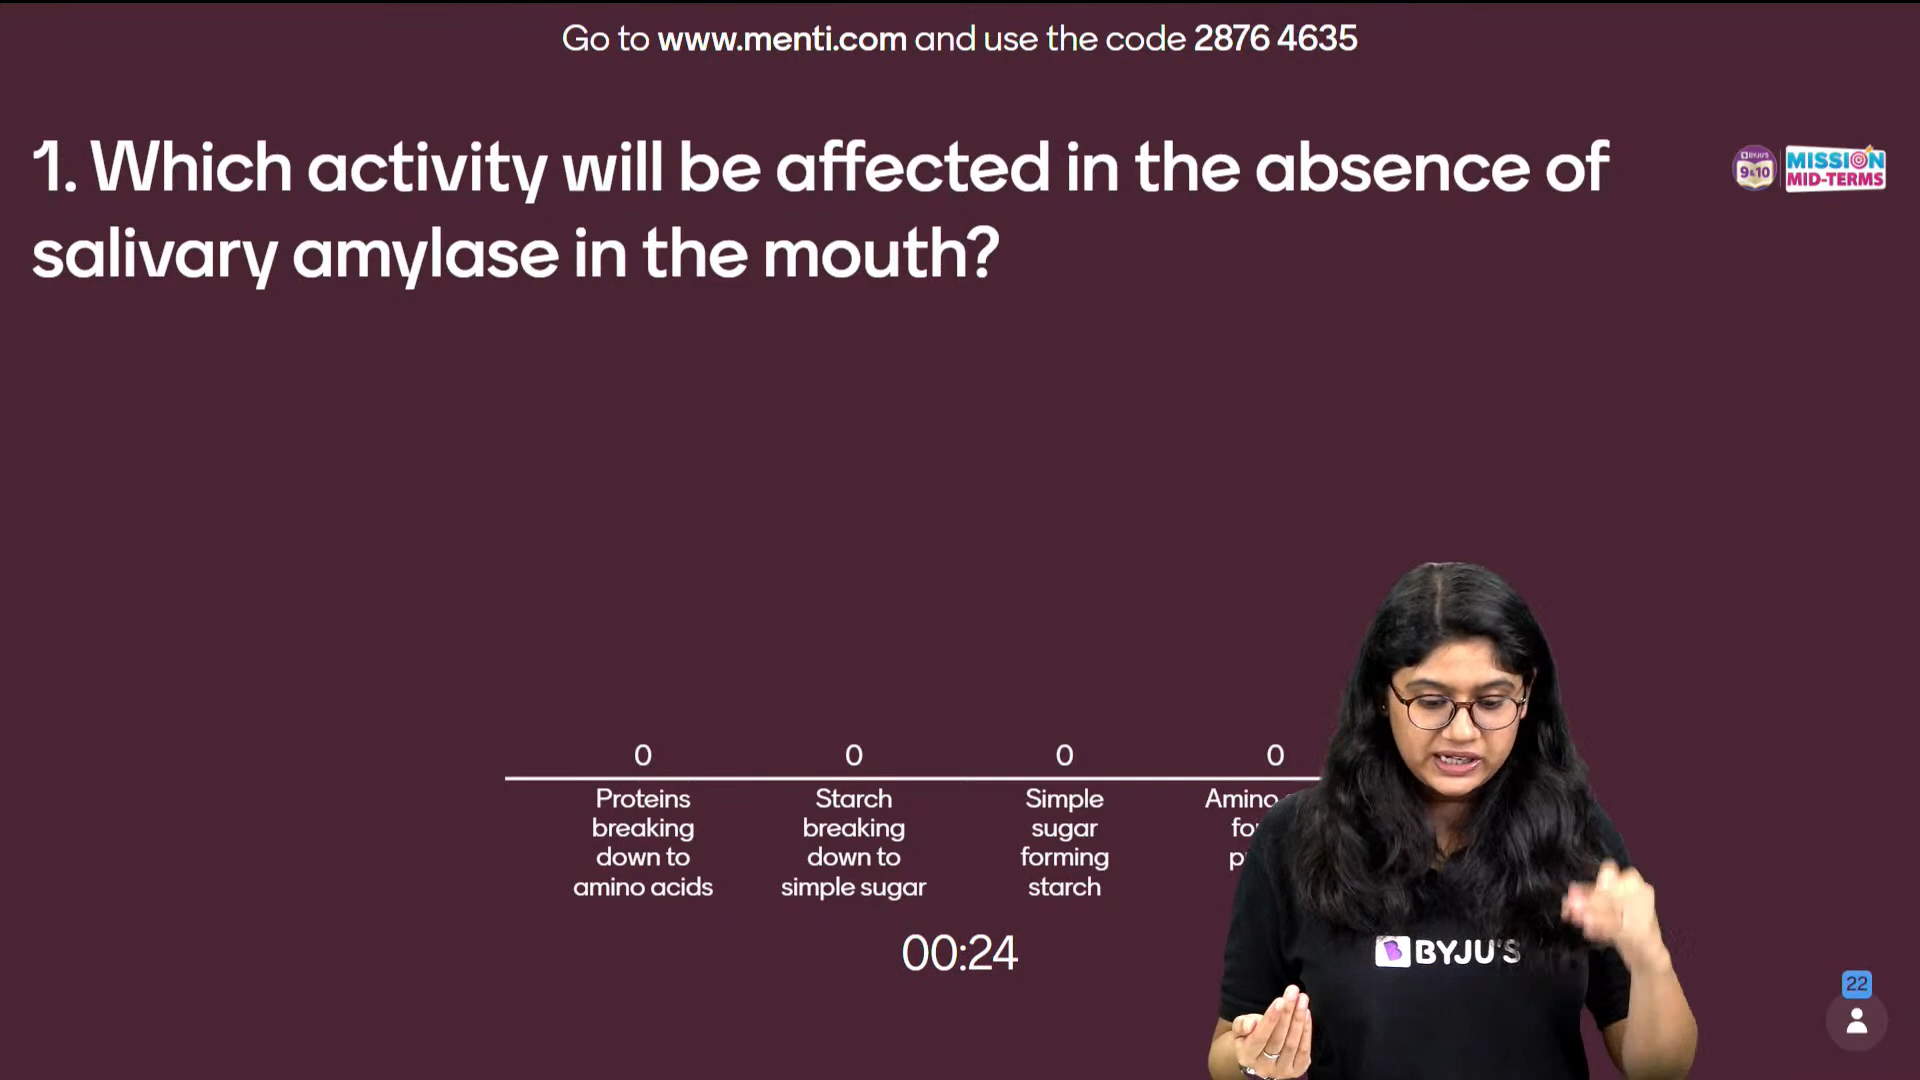 Go to www.menti.com and use the code 2876 4635
1. Which activity will be affected in the absence of
salivary amylase in the mouth?
BYJU'S
9&10
MISSION
MID-TERMS
0
0
0
0
Proteins
breaking
down to
amino acids
Starch
breaking
down to
simple sugar
Simple
sugar
forming
starch
Amino
00:24
BYJU'S
22